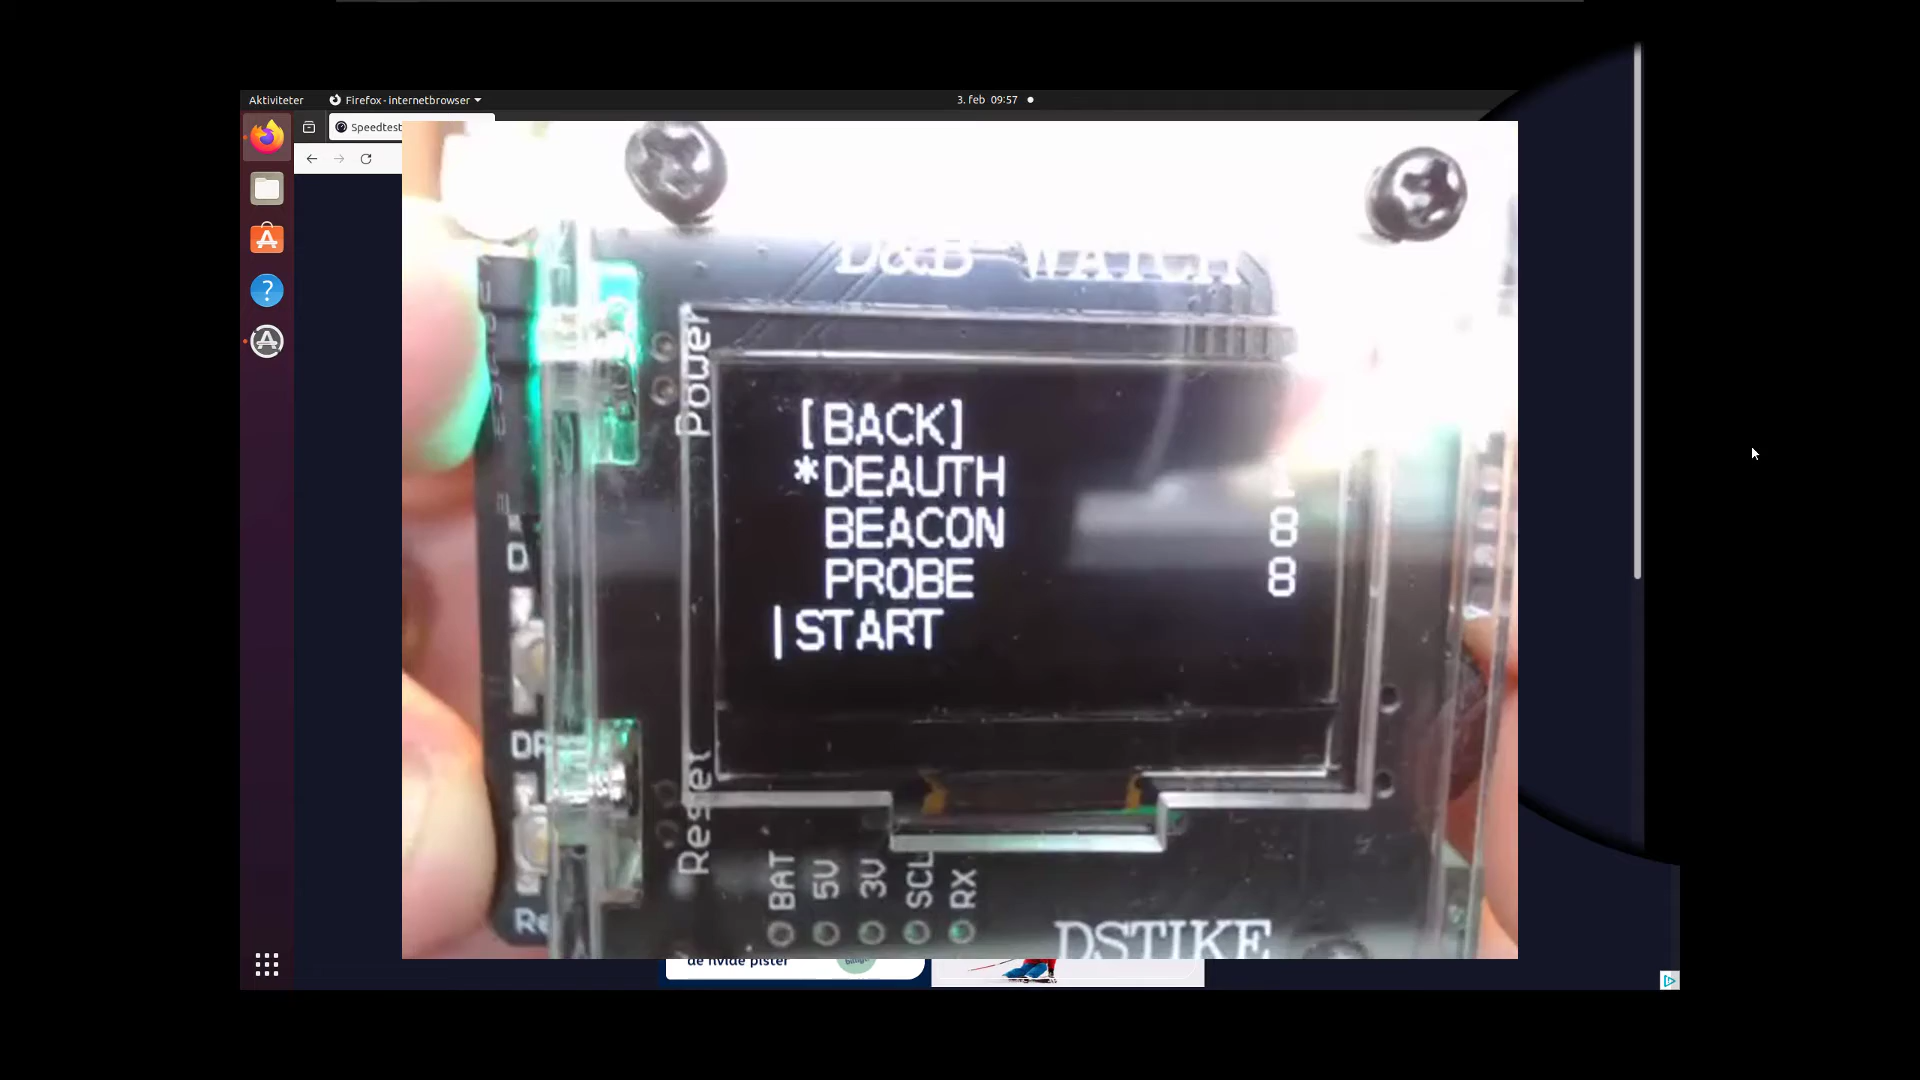 Aktiviteter
Firefox-internetbrowser
3. feb 09:57
Speedtest
D&B WATCH
Power
[BACK]
*DEAUTH
BEACON 8
PROBE 8
|START
Reset
BAT
5V
3V
SCL
RX
DSTIKE
de hvide pister